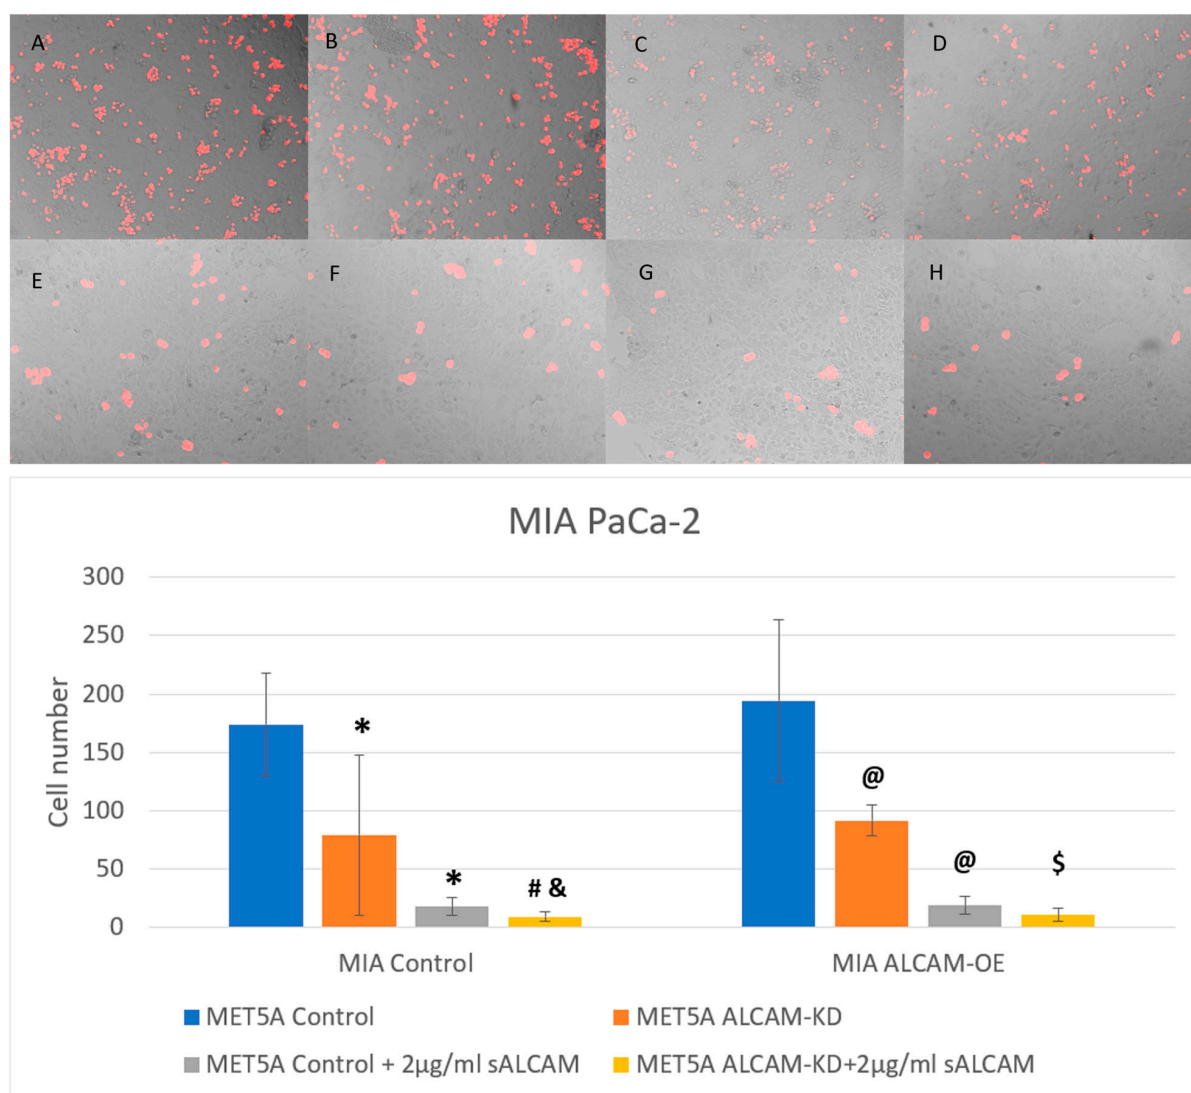 A B C D
E F G H
MIA PaCa-2
Cell number
300
250
200
150
100
50
0
*
*
# &
@
@
$
MIA Control
MIA ALCAM-OE
MET5A Control
MET5A ALCAM-KD
MET5A Control + 2µg/ml sALCAM
MET5A ALCAM-KD+2µg/ml sALCAM